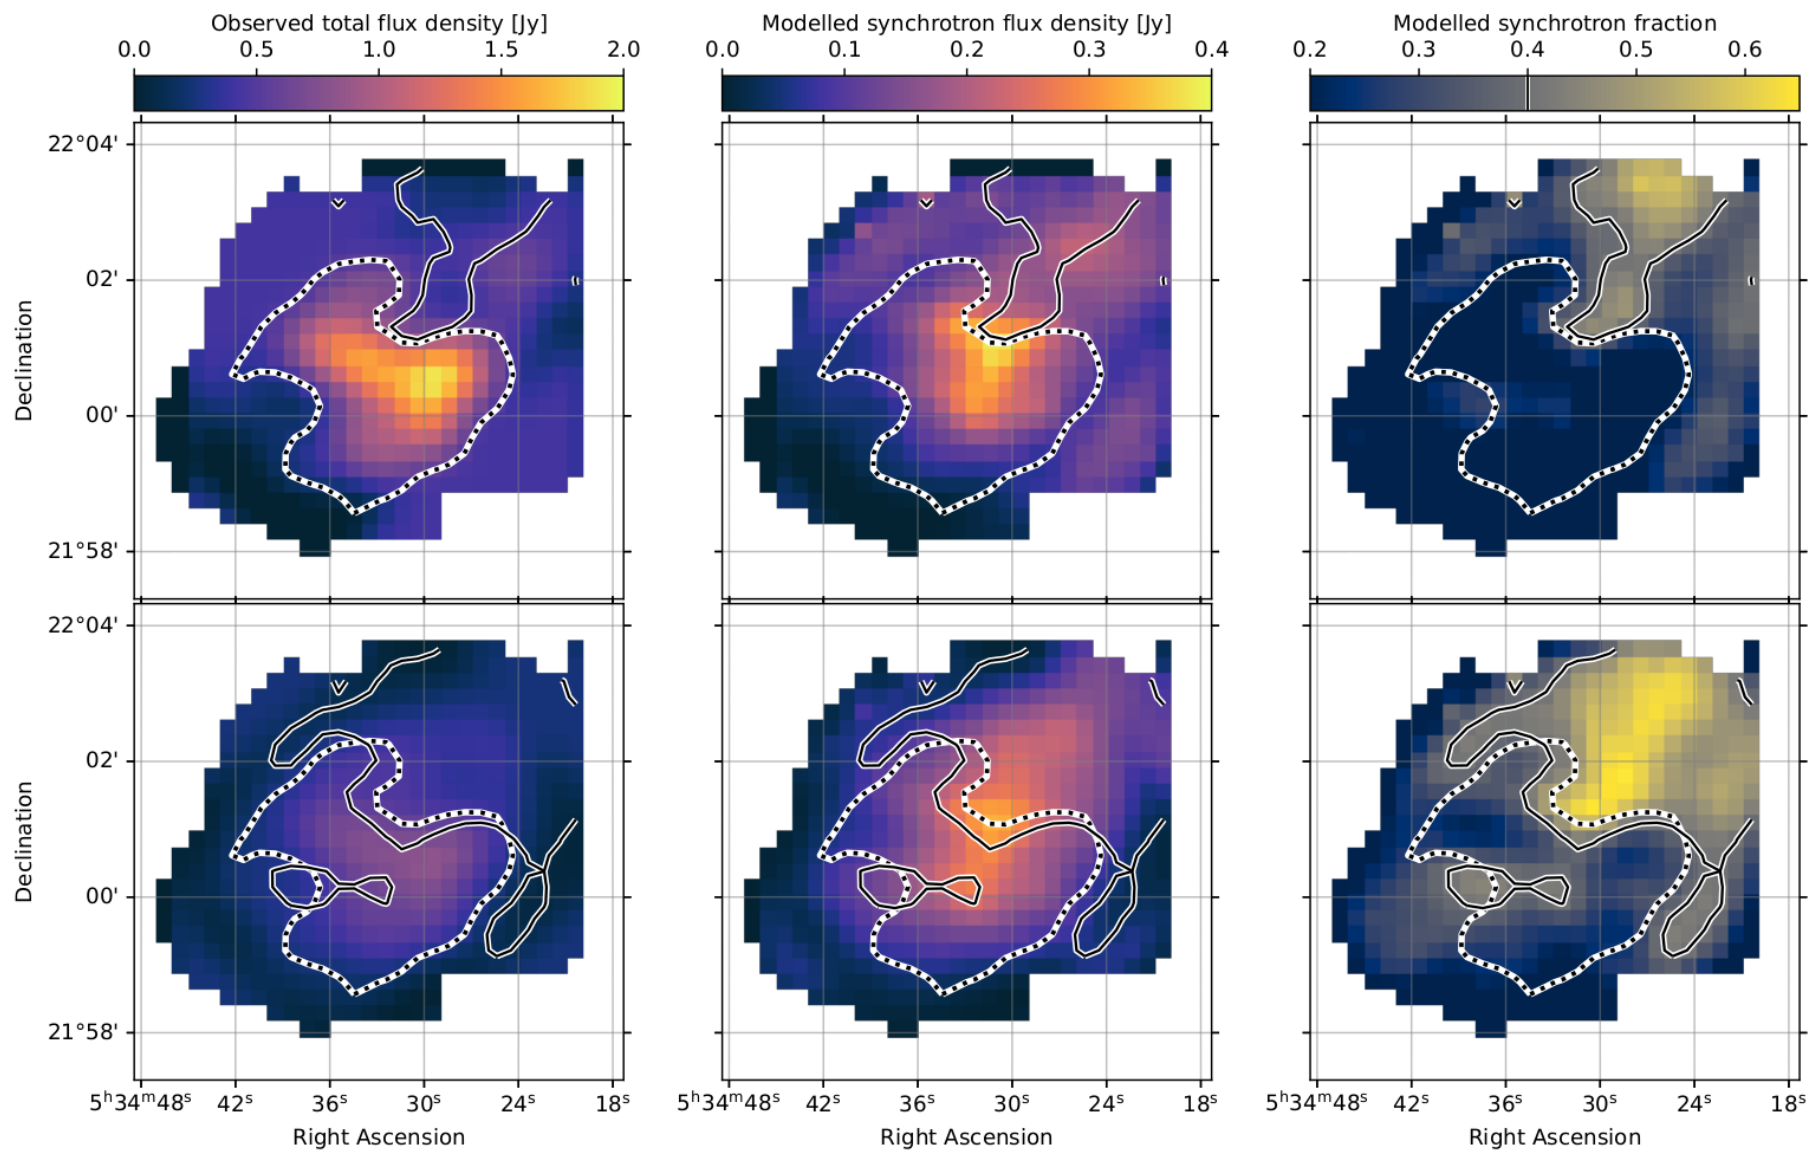 Observed total flux density [Jy] Modelled synchrotron flux density [Jy] Modelled synchrotron fraction
0.0 0.5 1.0 1.5 2.0 0.0 0.1 0.2 0.3 0.4 0.2 0.3 0.4 0.5 0.6
22°04'
02'
00'
21°58'
Declination
22°04'
02'
00'
21°58'
Declination
5ʰ34ᵐ48ˢ 42ˢ 36ˢ 30ˢ 24ˢ 18ˢ 5ʰ34ᵐ48ˢ 42ˢ 36ˢ 30ˢ 24ˢ 18ˢ 5ʰ34ᵐ48ˢ 42ˢ 36ˢ 30ˢ 24ˢ 18ˢ
Right Ascension Right Ascension Right Ascension